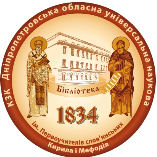 КЗК Дніпропетровська обласна універсальна наукова
Бібліотека
1834
ім. Первоучителів слов'янських
Кирила і Мефодія